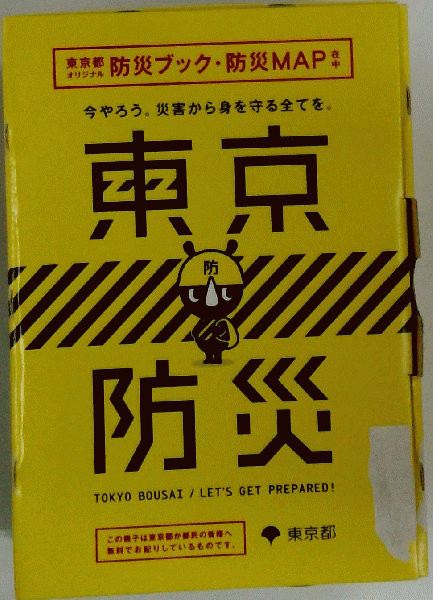 東京都
オリジナル
防災ブック・防災MAP
在中
今やろう。災害から身を守る全てを。
東京
防
防災
TOKYO BOUSAI / LET'S GET PREPARED!
この冊子は東京都が都民の皆様へ
無料でお配りしているものです。
東京都